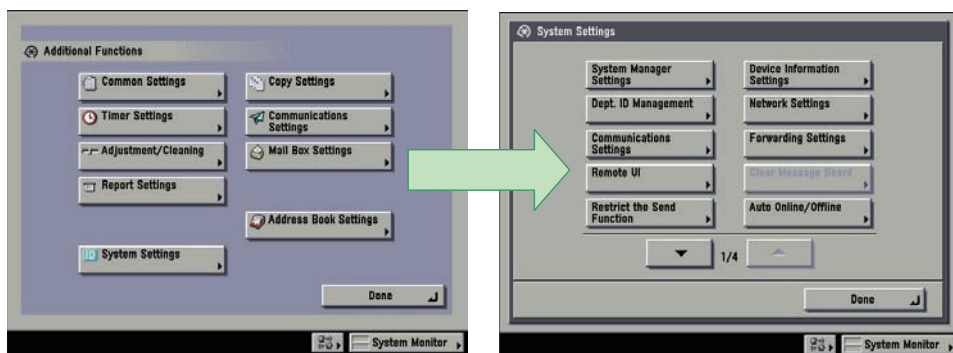 Additional Functions
Common Settings
Copy Settings
Timer Settings
Communications
Settings
Adjustment/Cleaning
Mail Box Settings
Report Settings
Address Book Settings
ID
System Settings
Done
System Monitor
System Settings
System Manager
Settings
Device Information
Settings
Dept. ID Management
Network Settings
Communications
Settings
Forwarding Settings
Remote UI
Clear Message Board
Restrict the Send
Function
Auto Online/Offline
1/4
Done
System Monitor